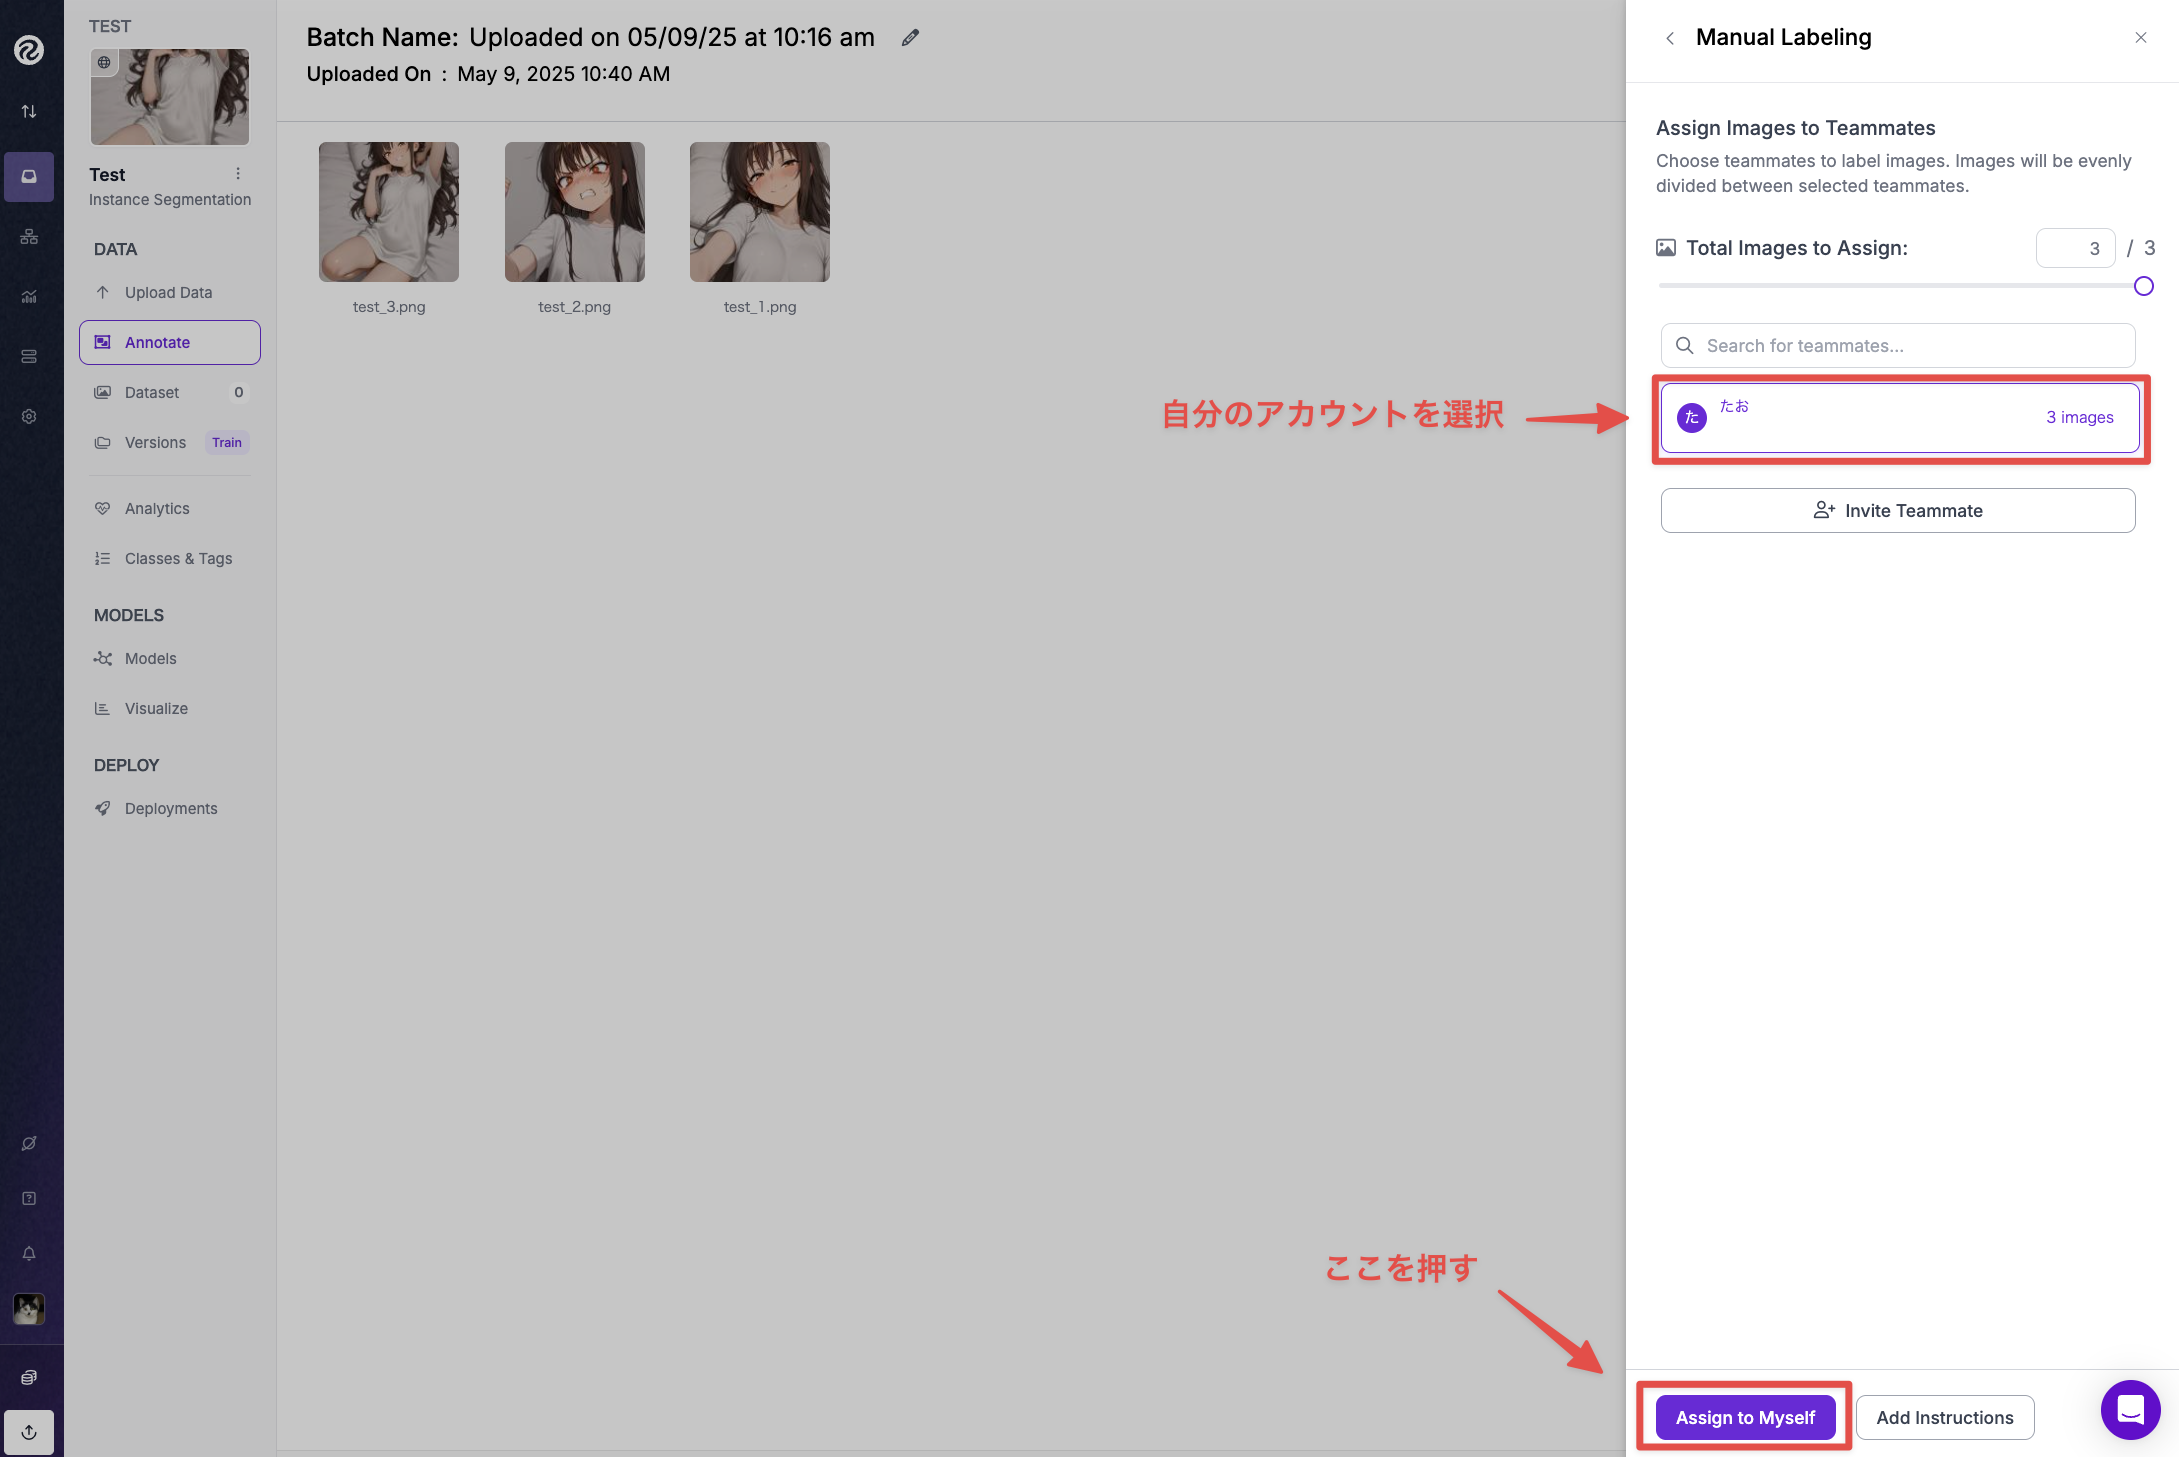 TEST
Test
Instance Segmentation
DATA
Upload Data
Annotate
Dataset 0
Versions Train
Analytics
Classes & Tags
MODELS
Models
Visualize
DEPLOY
Deployments
Batch Name: Uploaded on 05/09/25 at 10:16 am
Uploaded On : May 9, 2025 10:40 AM
test_3.png
test_2.png
test_1.png
自分のアカウントを選択
ここを押す
Manual Labeling
Assign Images to Teammates
Choose teammates to label images. Images will be evenly
divided between selected teammates.
Total Images to Assign: 3 / 3
Search for teammates...
た たお 3 images
Invite Teammate
Assign to Myself Add Instructions